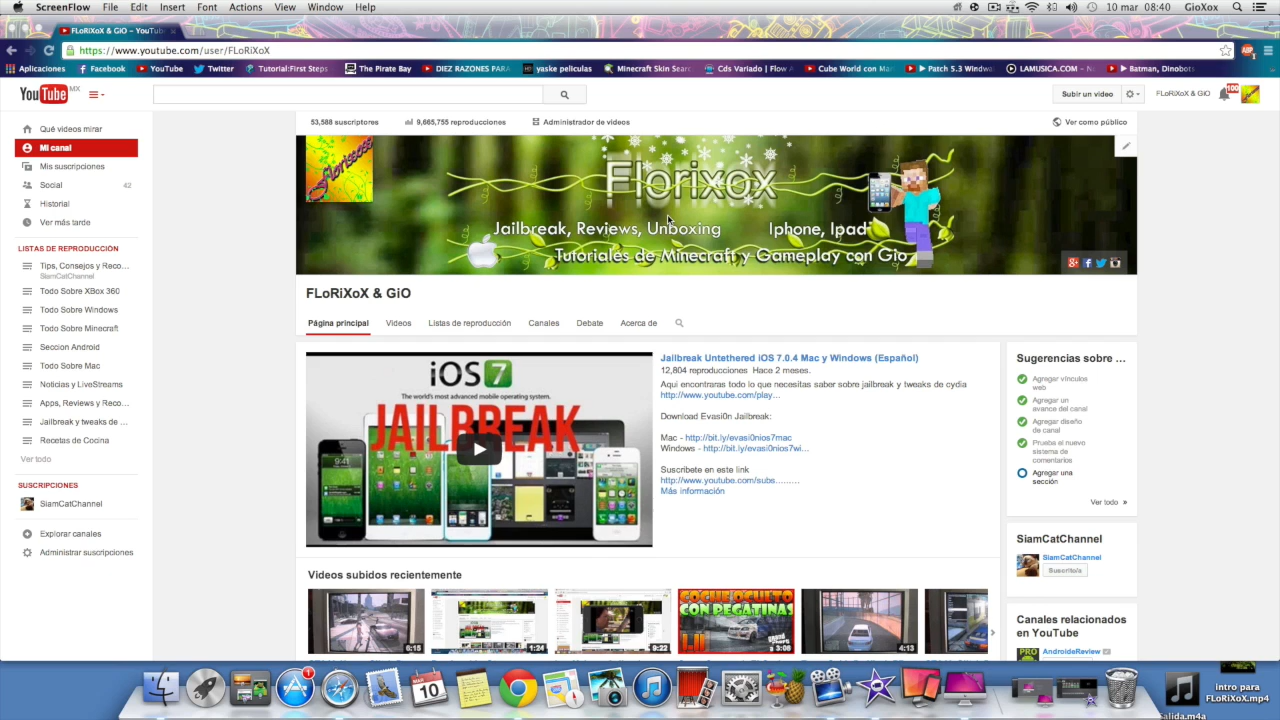 ScreenFlow File Edit Insert Font Actions View Window Help
10 mar 08:40 GioXox
FLoRiXoX & GiO – YouTub
https://www.youtube.com/user/FLoRiXoX
Aplicaciones Facebook YouTube Twitter Tutorial:First Steps The Pirate Bay DIEZ RAZONES PARA yaske peliculas Minecraft Skin Sear Cds Variado | Flow A Cube World con Man Patch 5.3 Windwa LAMUSICA.COM – No Batman, Dinobots
YouTube MX
Subir un video
FLoRiXoX & GiO
100
53,588 suscriptores
9,665,755 reproducciones
Administrador de videos
Ver como público
Qué videos mirar
Mi canal
Mis suscripciones
Social 42
Historial
Ver más tarde
LISTAS DE REPRODUCCIÓN
Tips, Consejos y Reco...
SiamCatChannel
Todo Sobre XBox 360
Todo Sobre Windows
Todo Sobre Minecraft
Seccion Android
Todo Sobre Mac
Noticias y LiveStreams
Apps, Reviews y Reco...
Jailbreak y tweaks de ...
Recetas de Cocina
Ver todo
SUSCRIPCIONES
SiamCatChannel
Explorar canales
Administrar suscripciones
Florixox
Jailbreak, Reviews, Unboxing Iphone, Ipad
Tutoriales de Minecraft y Gameplay con Gio
FLoRiXoX & GiO
Página principal Videos Listas de reproducción Canales Debate Acerca de
iOS 7
The world's most advanced mobile operating system.
JAILBREAK
9:41
Jailbreak Untethered iOS 7.0.4 Mac y Windows (Español)
12,804 reproducciones Hace 2 meses.
Aqui encontraras todo lo que necesitas saber sobre jailbreak y tweaks de cydia
http://www.youtube.com/play...
Download Evasi0n Jailbreak:
Mac - http://bit.ly/evasi0nios7mac
Windows - http://bit.ly/evasi0nios7wi...
Suscribete en este link
http://www.youtube.com/subs.........
Más información
Sugerencias sobre ...
Agregar vínculos
web
Agregar un
avance del canal
Agregar diseño
de canal
Prueba el nuevo
sistema de
comentarios
Agregar una
sección
Ver todo »
SiamCatChannel
SiamCatChannel
Suscrito/a
Canales relacionados
en YouTube
AndroideReview
Videos subidos recientemente
6:15
1:24
9:22
COCHE OCULTO
CON PEGATINAS
3:06
4:13
MAR
10
1
intro para
FLoRiXoX.mp4
salida.m4a